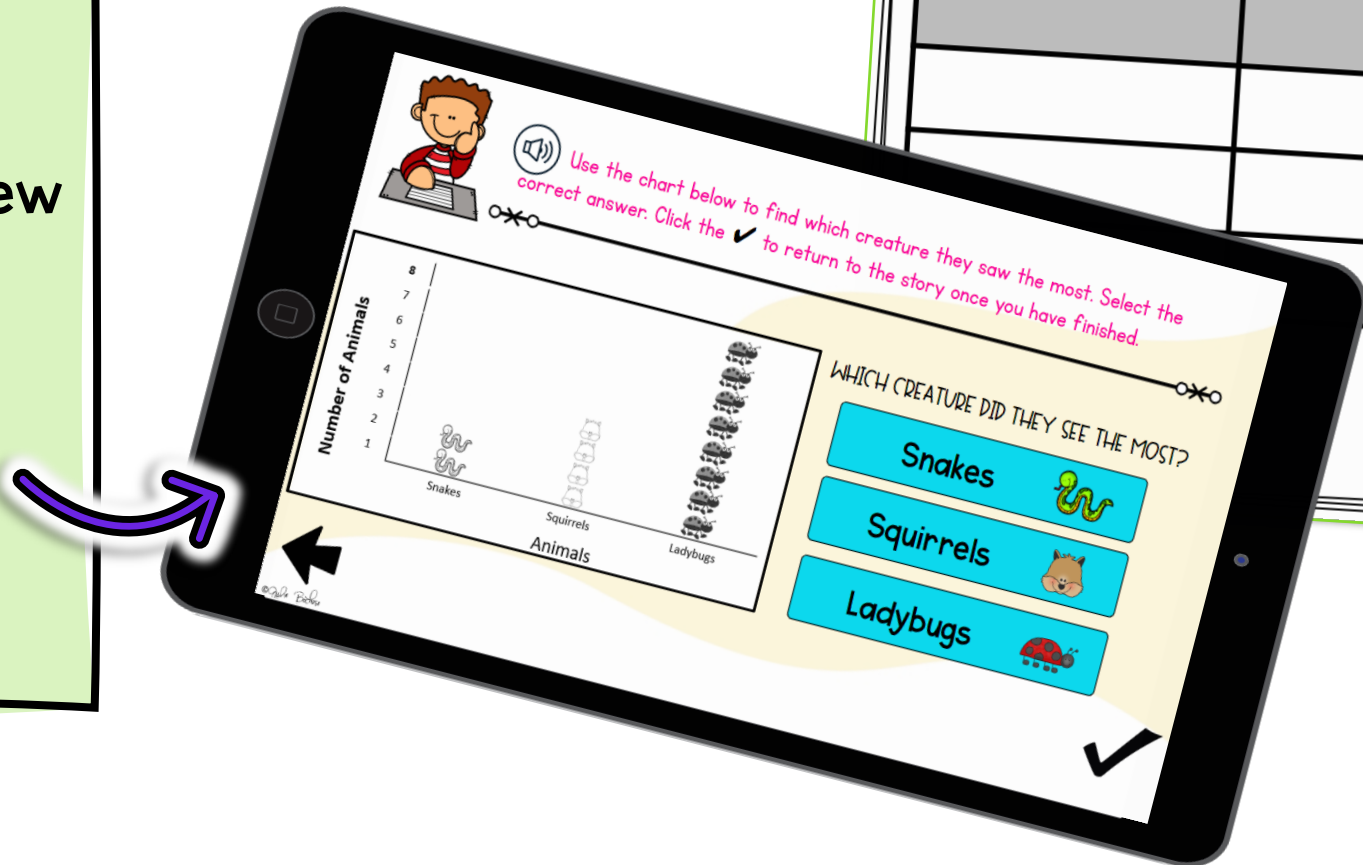 ew
Use the chart below to find which creature they saw the most. Select the
correct answer. Click the ✔ to return to the story once you have finished.
8
7
6
5
4
3
2
1
Number of Animals
Snakes
Squirrels
Ladybugs
Animals
WHICH CREATURE DID THEY SEE THE MOST?
Snakes
Squirrels
Ladybugs